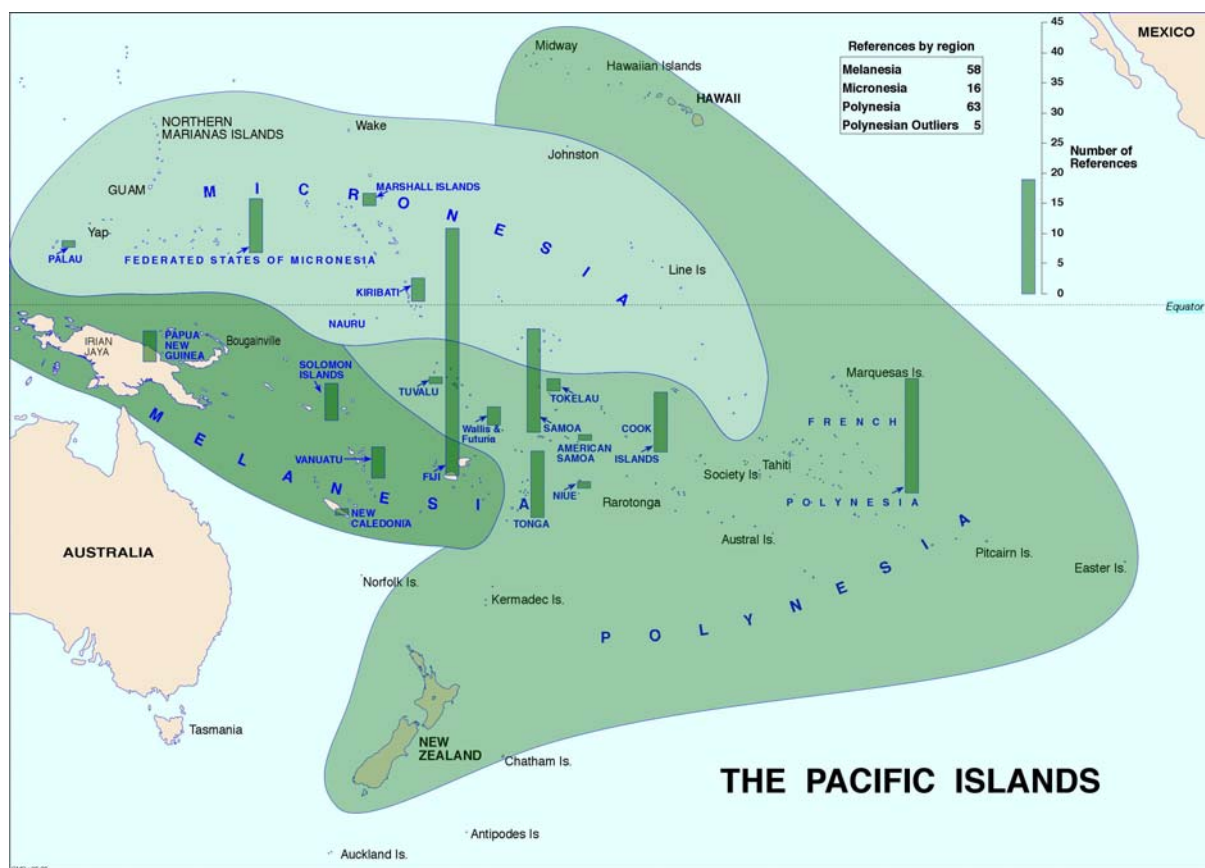 45
MEXICO
40
35
30
25
20
15
10
5
0
References by region
Melanesia 58
Micronesia 16
Polynesia 63
Polynesian Outliers 5
Number of
References
Midway
Hawaiian Islands
HAWAII
NORTHERN
MARIANAS ISLANDS
Wake
Johnston
GUAM
MICRONESIA
MARSHALL ISLANDS
Yap
PALAU
FEDERATED STATES OF MICRONESIA
Line Is
KIRIBATI
Equator
NAURU
IRIAN
JAYA
PAPUA
NEW
GUINEA
Bougainville
SOLOMON
ISLANDS
TUVALU
TOKELAU
Marquesas Is.
MELANESIA
Wallis &
Futuna
SAMOA
AMERICAN
SAMOA
COOK
ISLANDS
FRENCH
POLYNESIA
VANUATU
FIJI
Society Is.
Tahiti
NIUE
Rarotonga
NEW
CALEDONIA
TONGA
Austral Is.
Pitcairn Is.
Easter Is.
AUSTRALIA
Norfolk Is.
Kermadec Is.
POLYNESIA
Tasmania
NEW
ZEALAND
Chatham Is.
THE PACIFIC ISLANDS
Antipodes Is
Auckland Is.